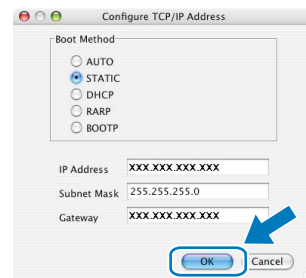 Configure TCP/IP Address
Boot Method
AUTO
STATIC
DHCP
RARP
BOOTP
IP Address XXX.XXX.XXX.XXX
Subnet Mask 255.255.255.0
Gateway XXX.XXX.XXX.XXX
OK Cancel